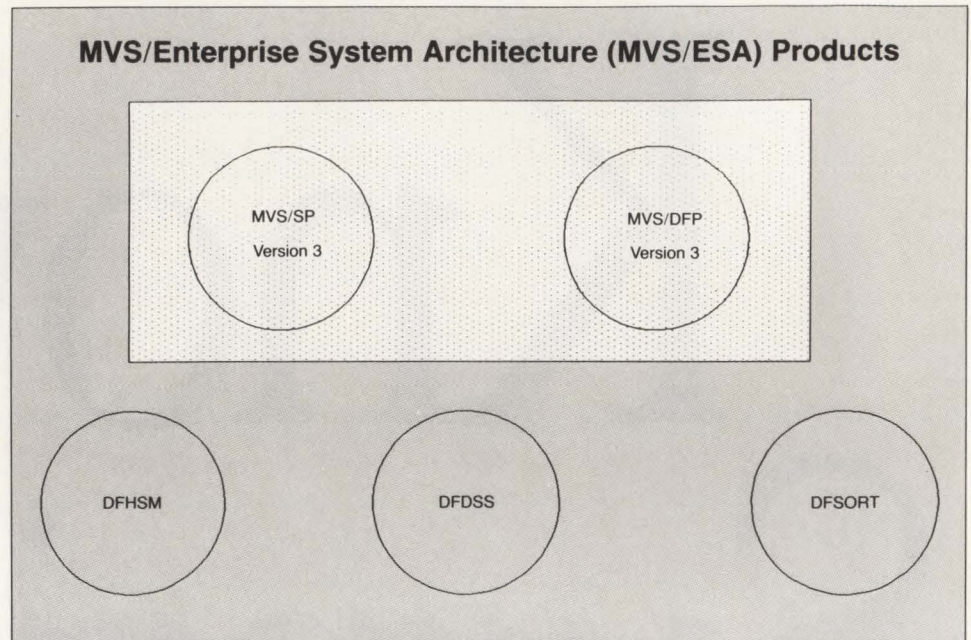 MVS/Enterprise System Architecture (MVS/ESA) Products
MVS/SP
Version 3
MVS/DFP
Version 3
DFHSM
DFDSS
DFSORT